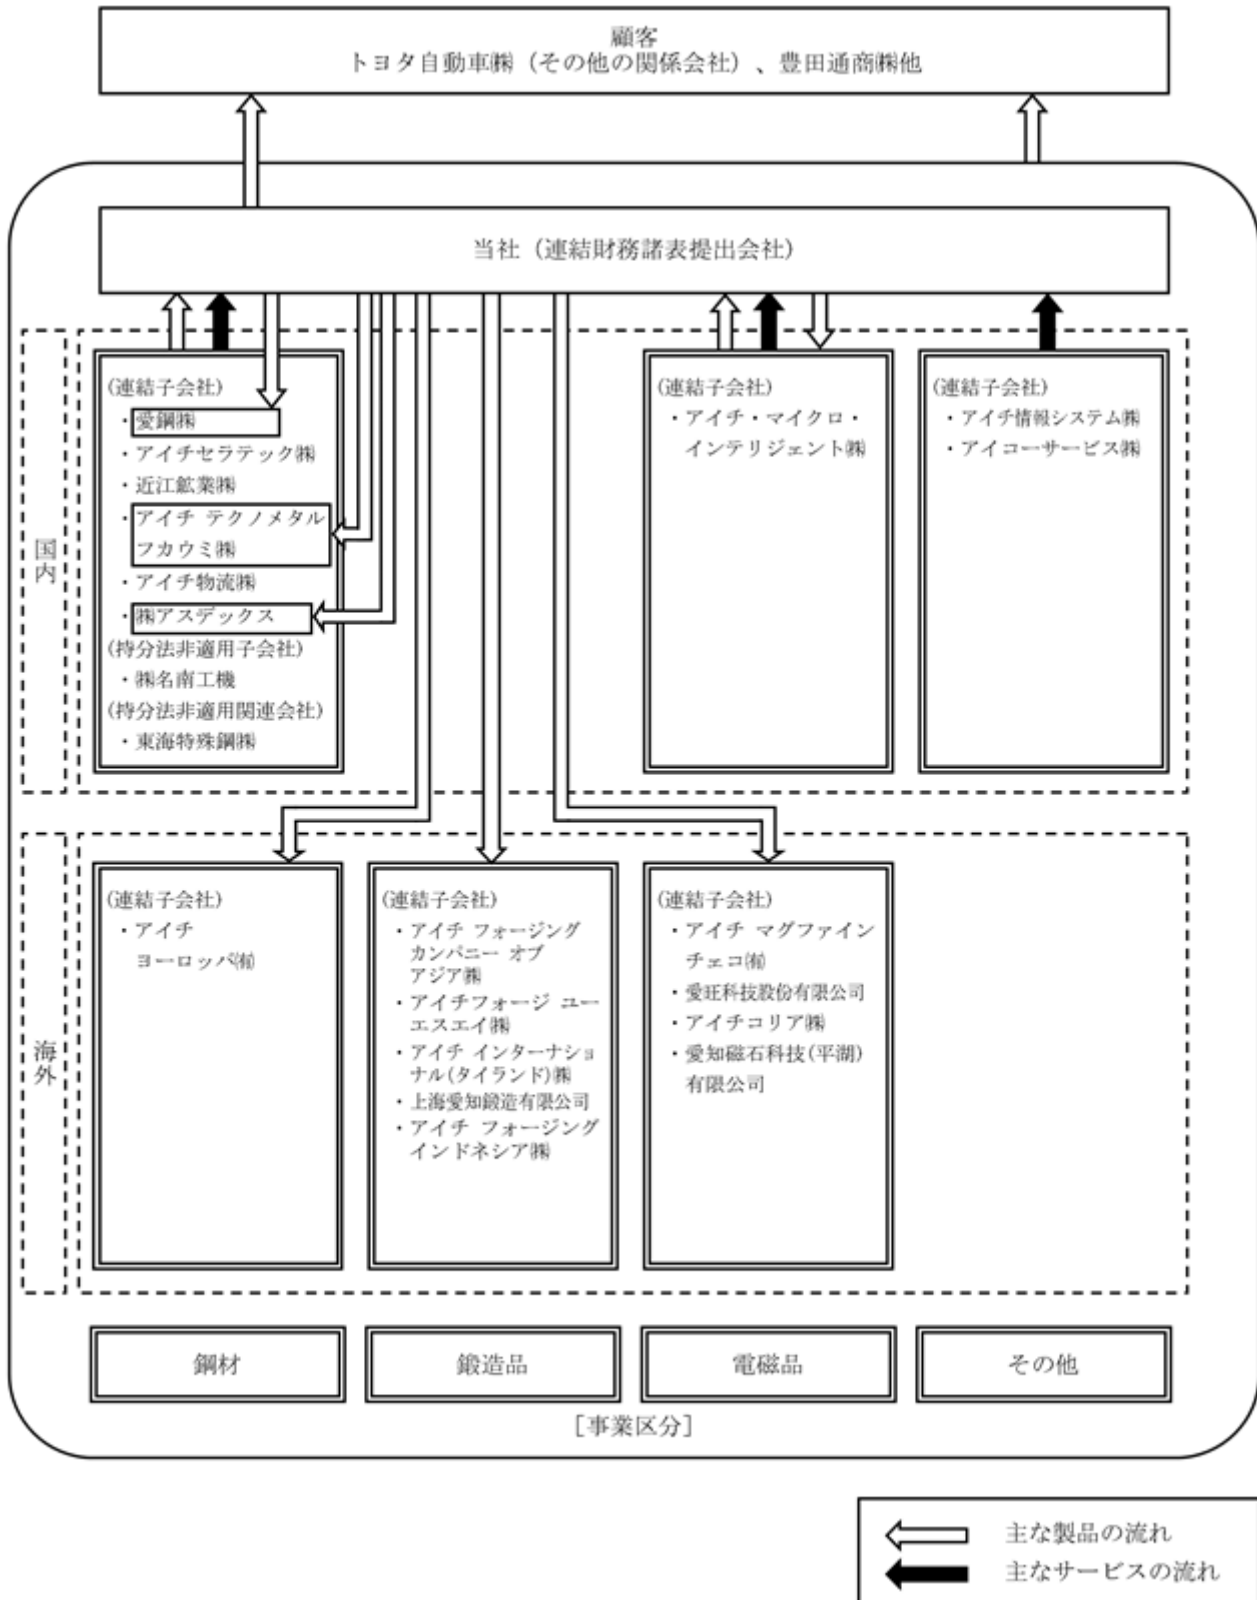 顧客
トヨタ自動車㈱（その他の関係会社）、豊田通商㈱他
当社（連結財務諸表提出会社）
国内
(連結子会社)
・愛鋼㈱
・アイチセラテック㈱
・近江鉱業㈱
・アイチ テクノメタル
フカウミ㈱
・アイチ物流㈱
・㈱アスデックス
(持分法非適用子会社)
・㈱名南工機
(持分法非適用関連会社)
・東海特殊鋼㈱
(連結子会社)
・アイチ・マイクロ・
インテリジェント㈱
(連結子会社)
・アイチ情報システム㈱
・アイコーサービス㈱
海外
(連結子会社)
・アイチ
ヨーロッパ㈲
(連結子会社)
・アイチ フォージング
カンパニー オブ
アジア㈱
・アイチフォージ ユー
エスエイ㈱
・アイチ インターナショ
ナル(タイランド)㈱
・上海愛知鍛造有限公司
・アイチ フォージング
インドネシア㈱
(連結子会社)
・アイチ マグファイン
チェコ㈲
・愛旺科技股份有限公司
・アイチコリア㈱
・愛知磁石科技(平湖)
有限公司
鋼材
鍛造品
電磁品
その他
［事業区分］
主な製品の流れ
主なサービスの流れ